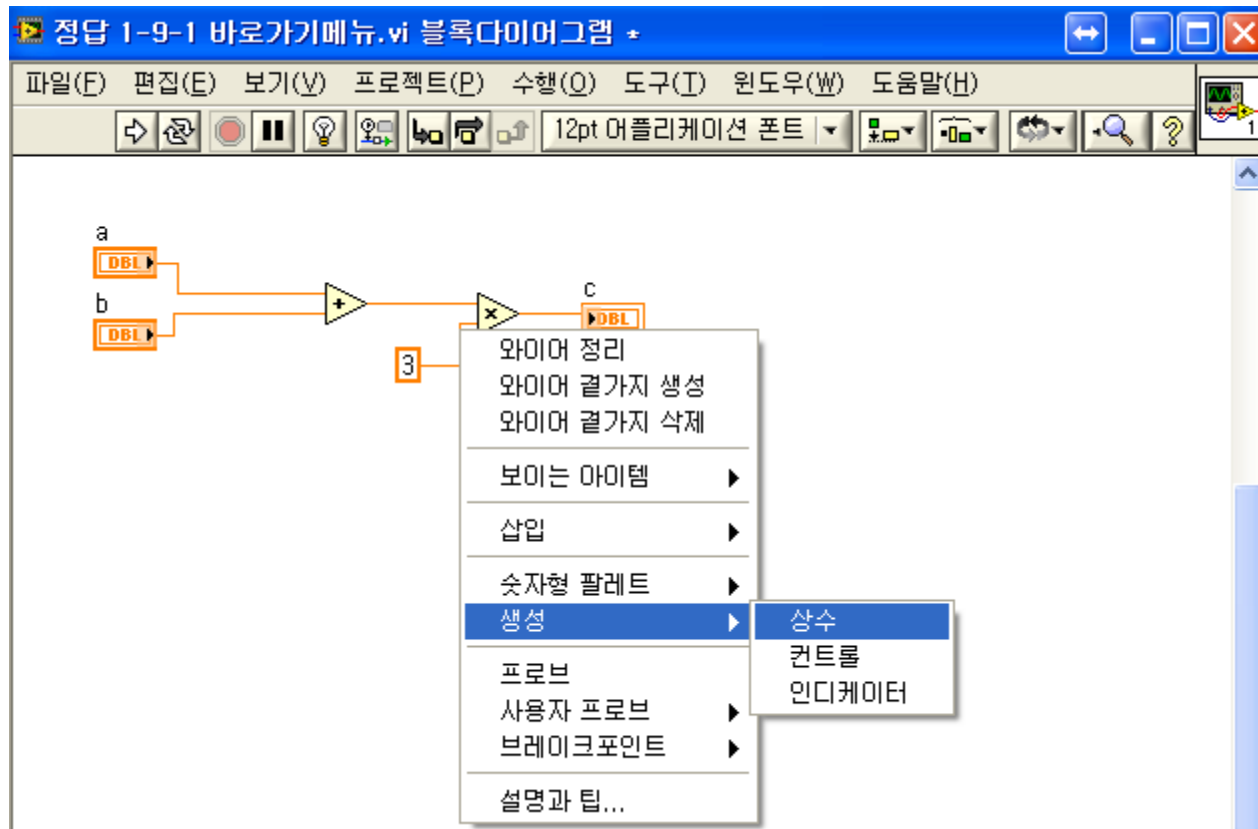 정답 1-9-1 바로가기메뉴.vi 블록다이어그램 *
파일(F) 편집(E) 보기(V) 프로젝트(P) 수행(O) 도구(T) 윈도우(W) 도움말(H)
12pt 어플리케이션 폰트
1
a
DBL
b
DBL
+
×
c
DBL
3
와이어 정리
와이어 곁가지 생성
와이어 곁가지 삭제
보이는 아이템
삽입
숫자형 팔레트
생성
상수
컨트롤
인디케이터
프로브
사용자 프로브
브레이크포인트
설명과 팁...